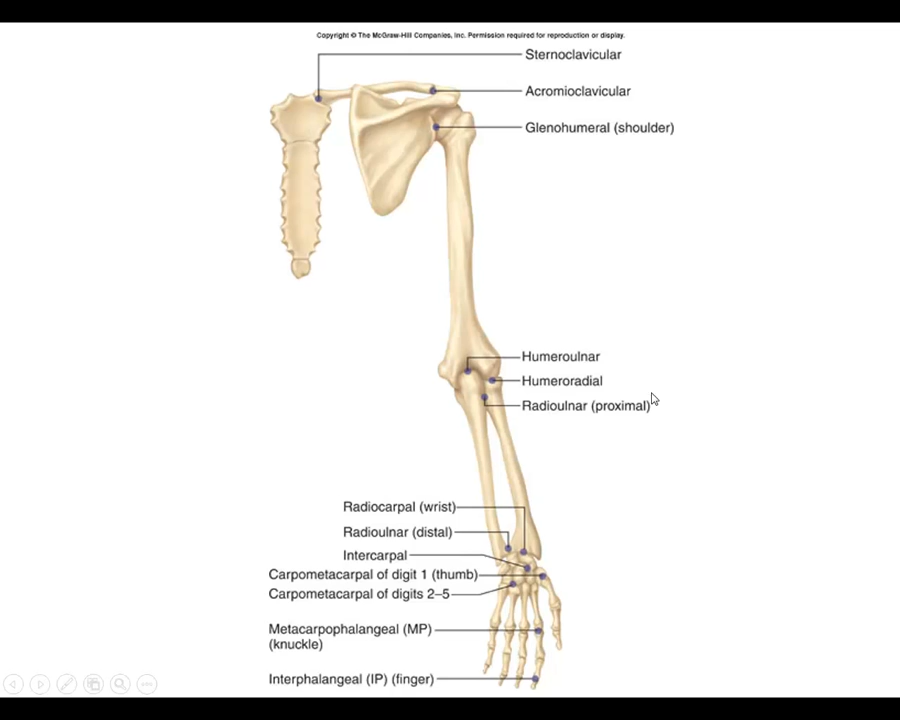 Copyright © The McGraw-Hill Companies, Inc. Permission required for reproduction or display.
Sternoclavicular
Acromioclavicular
Glenohumeral (shoulder)
Humeroulnar
Humeroradial
Radioulnar (proximal)
Radiocarpal (wrist)
Radioulnar (distal)
Intercarpal
Carpometacarpal of digit 1 (thumb)
Carpometacarpal of digits 2–5
Metacarpophalangeal (MP)
(knuckle)
Interphalangeal (IP) (finger)